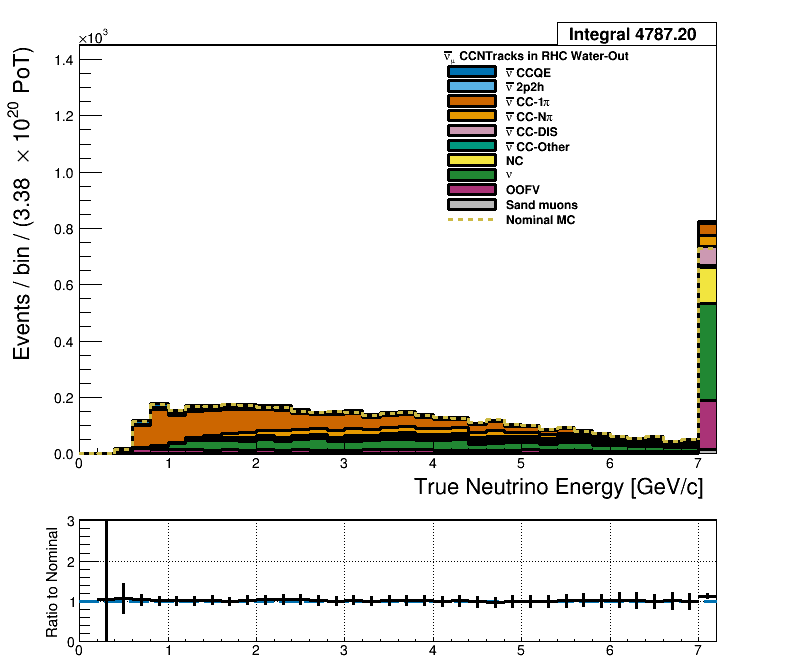 Integral 4787.20
×10³
ν̅μ CCNTracks in RHC Water-Out
ν̅ CCQE
ν̅ 2p2h
ν̅ CC-1π
ν̅ CC-Nπ
ν̅ CC-DIS
ν̅ CC-Other
NC
ν
OOFV
Sand muons
Nominal MC
Events / bin / (3.38 × 10²⁰ PoT)
1.4
1.2
1.0
0.8
0.6
0.4
0.2
0.0
0 1 2 3 4 5 6 7
True Neutrino Energy [GeV/c]
Ratio to Nominal
3
2
1
0
0 1 2 3 4 5 6 7